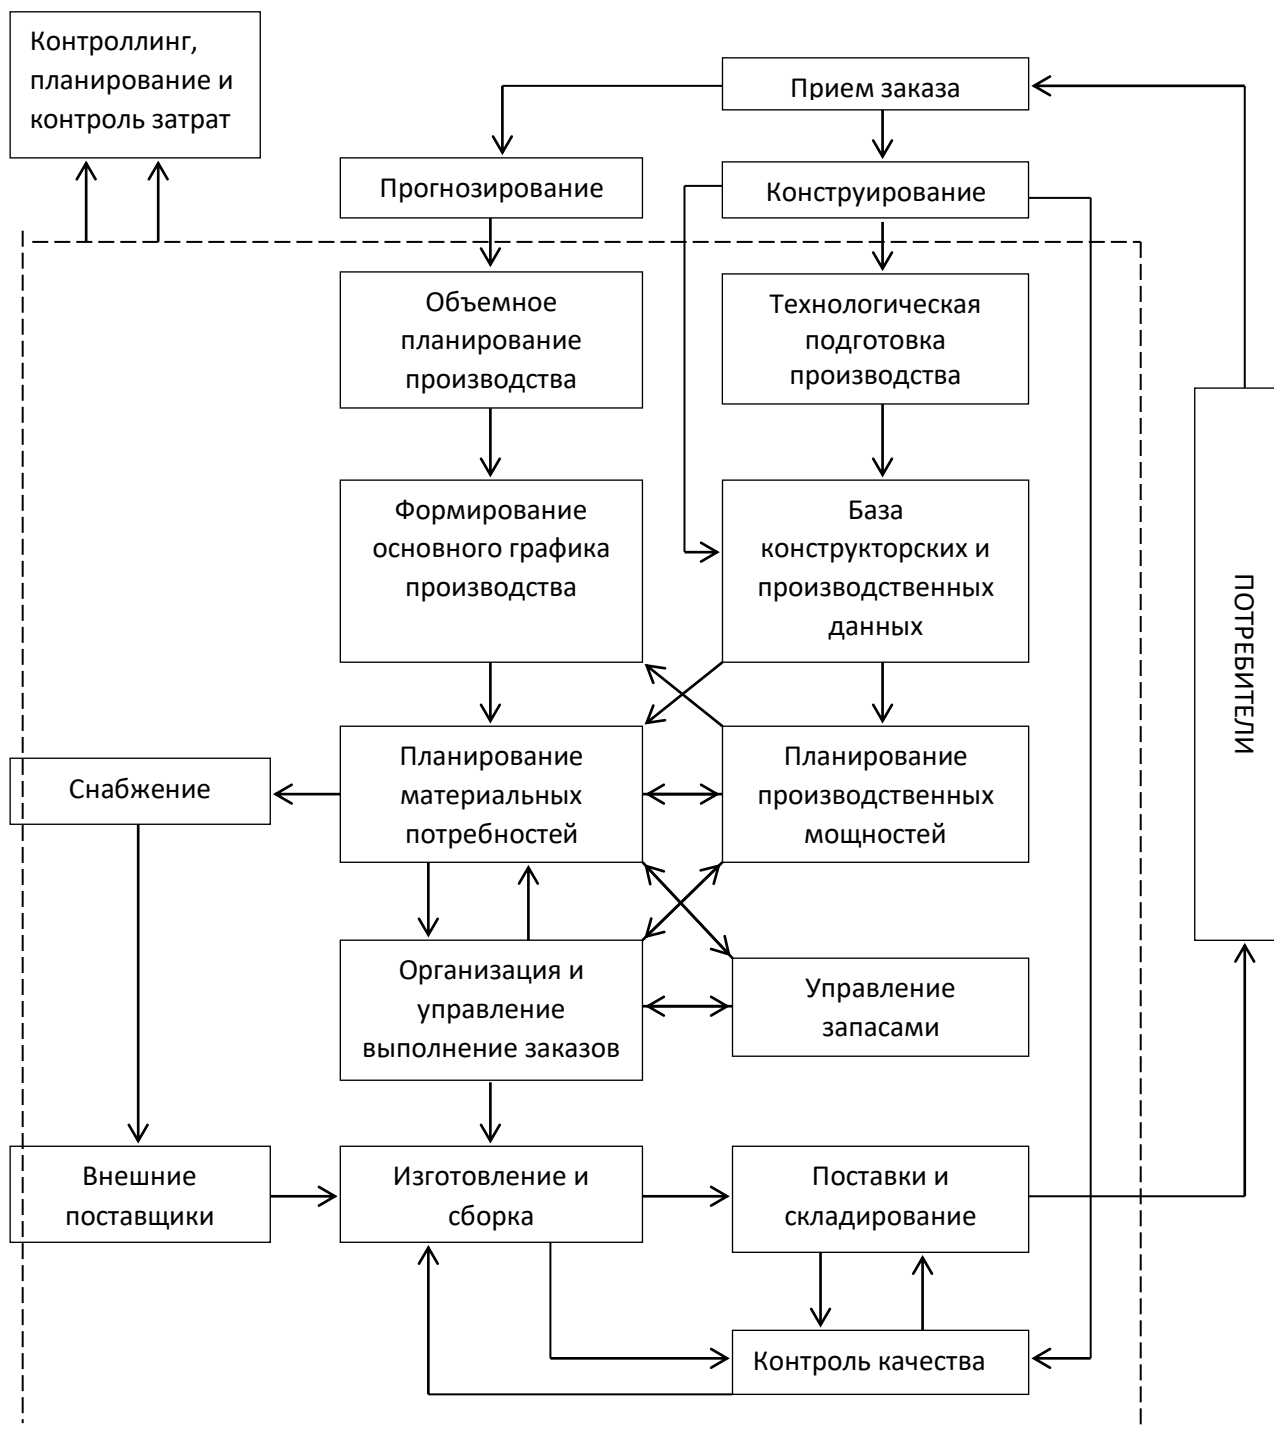 Контроллинг,
планирование и
контроль затрат
Прием заказа
Прогнозирование
Конструирование
Объемное
планирование
производства
Технологическая
подготовка
производства
Формирование
основного графика
производства
База
конструкторских и
производственных
данных
ПОТРЕБИТЕЛИ
Снабжение
Планирование
материальных
потребностей
Планирование
производственных
мощностей
Организация и
управление
выполнение заказов
Управление
запасами
Внешние
поставщики
Изготовление и
сборка
Поставки и
складирование
Контроль качества